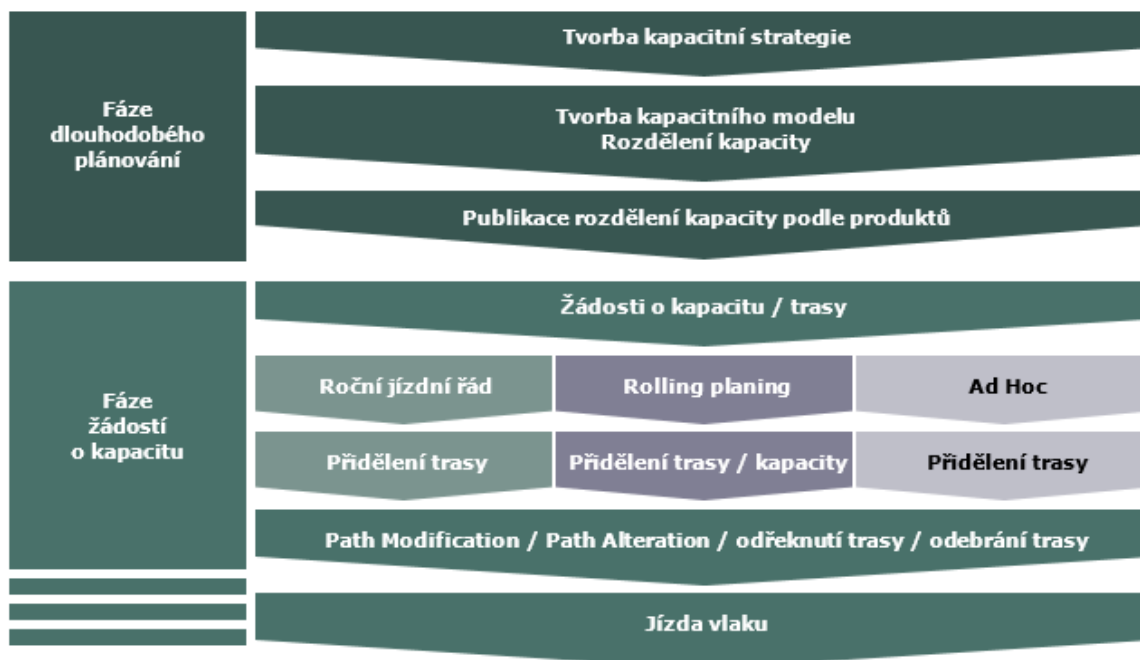 Fáze
dlouhodobého
plánování
Tvorba kapacitní strategie
Tvorba kapacitního modelu
Rozdělení kapacity
Publikace rozdělení kapacity podle produktů
Fáze
žádostí
o kapacitu
Žádosti o kapacitu / trasy
Roční jízdní řád
Rolling planing
Ad Hoc
Přidělení trasy
Přidělení trasy / kapacity
Přidělení trasy
Path Modification / Path Alteration / odřeknutí trasy / odebrání trasy
Jízda vlaku